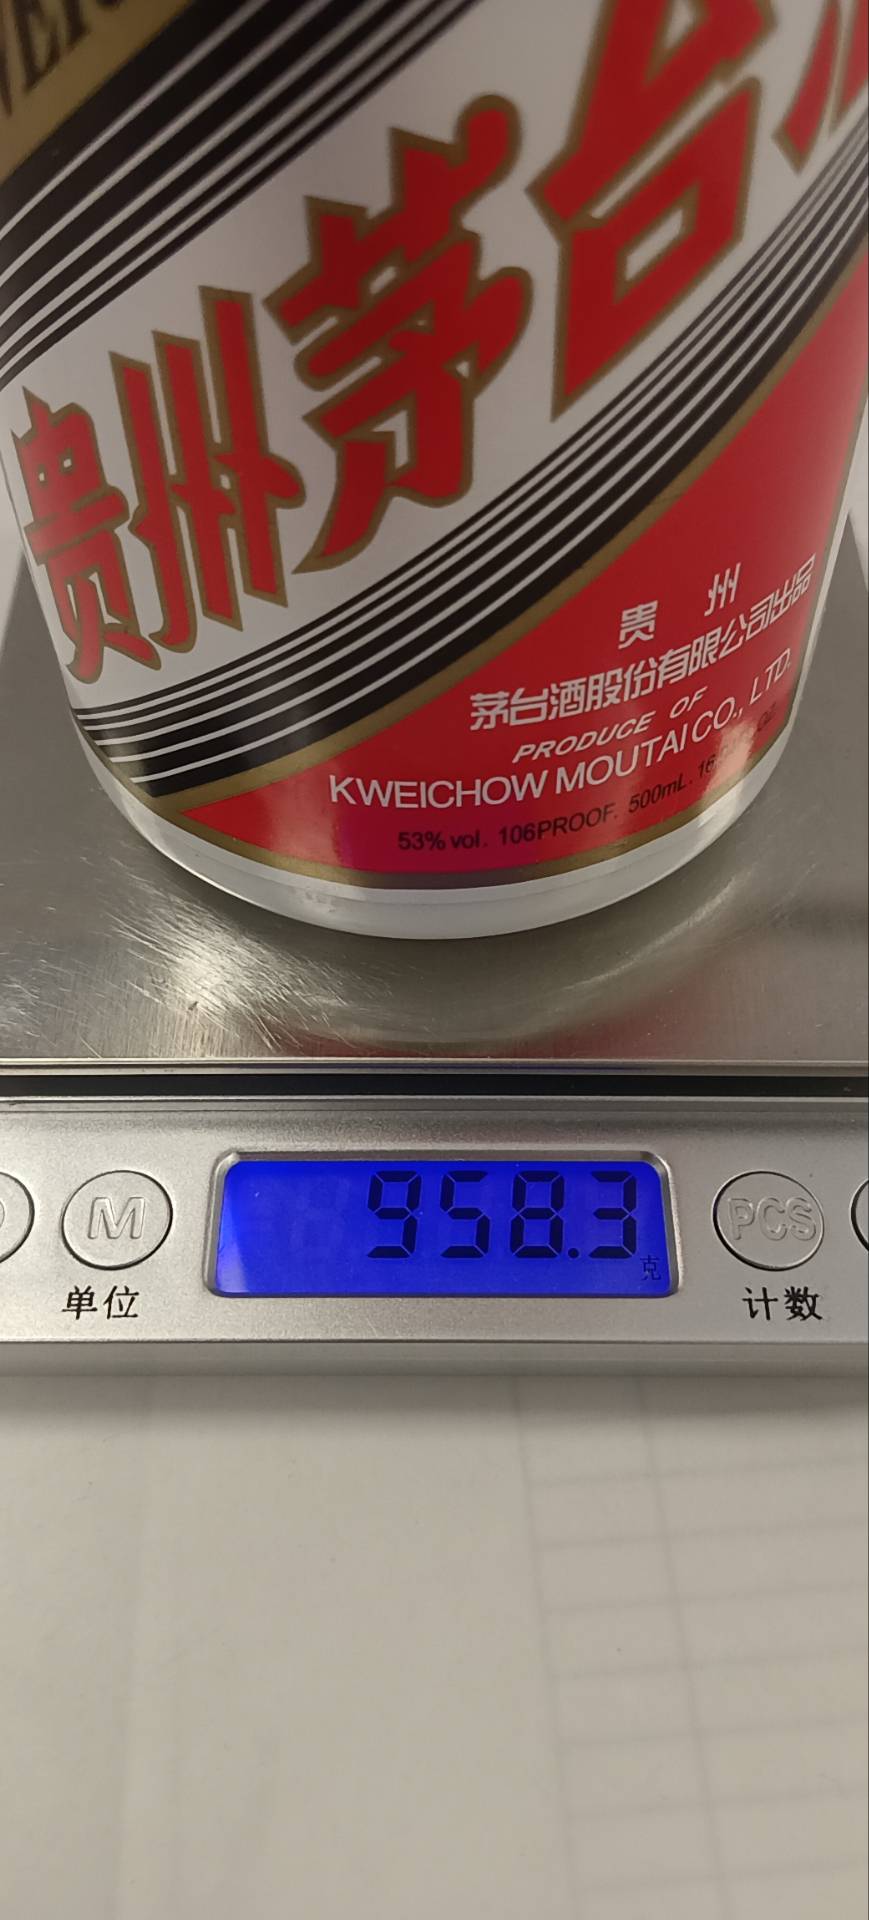 贵州茅台
贵 州
茅台酒股份有限公司出品
PRODUCE OF
KWEICHOW MOUTAI CO., LTD.
53% vol. 106PROOF. 500mL.
958.3
克
M
PCS
单位
计数